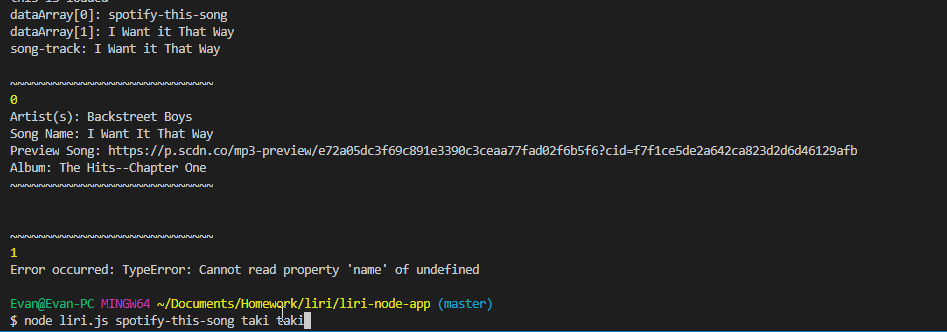 this is loaded
dataArray[0]: spotify-this-song
dataArray[1]: I Want it That Way
song-track: I Want it That Way
~~~~~~~~~~~~~~~~~~~~~~~~~~~~~
0
Artist(s): Backstreet Boys
Song Name: I Want It That Way
Preview Song: https://p.scdn.co/mp3-preview/e72a05dc3f69c891e3390c3ceaa77fad02f6b5f6?cid=f7f1ce5de2a642ca823d2d6d46129afb
Album: The Hits--Chapter One
~~~~~~~~~~~~~~~~~~~~~~~~~~~~~
~~~~~~~~~~~~~~~~~~~~~~~~~~~~~
1
Error occurred: TypeError: Cannot read property 'name' of undefined
Evan@Evan-PC MINGW64 ~/Documents/Homework/liri/liri-node-app (master)
$ node liri.js spotify-this-song taki taki